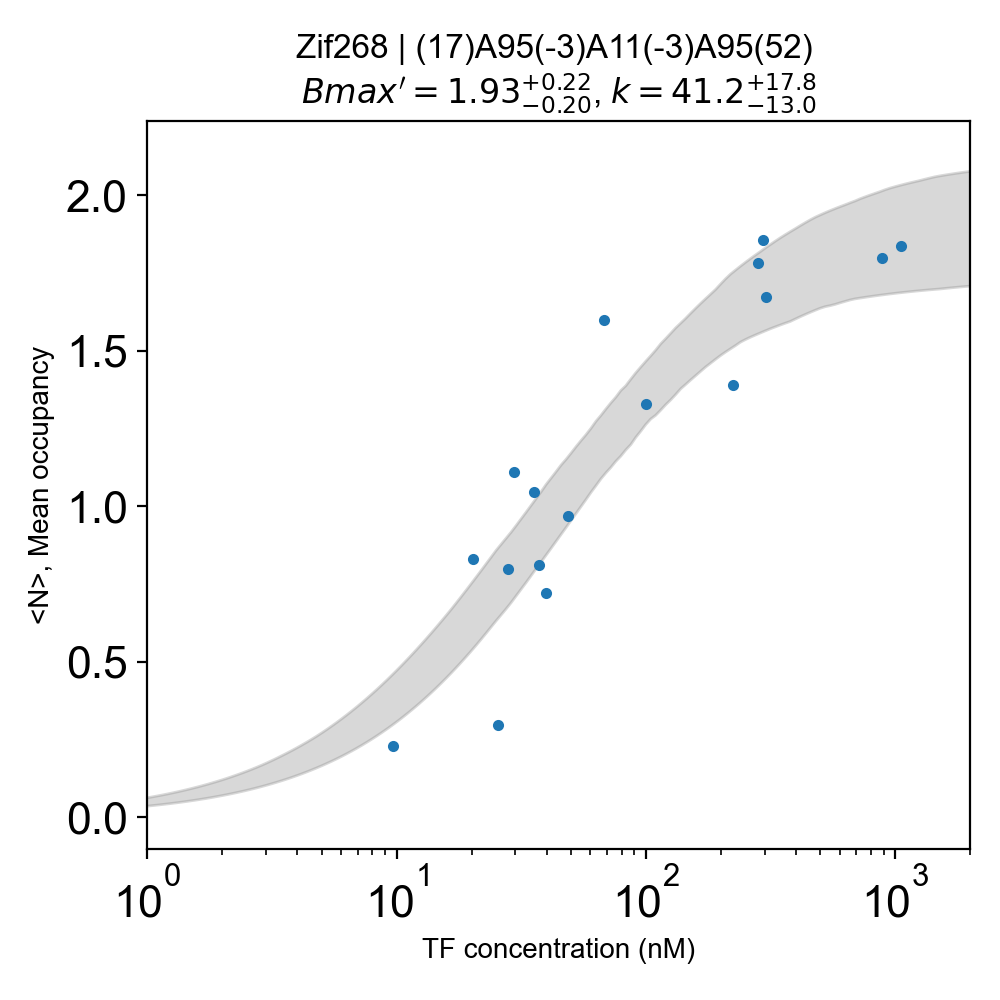 Zif268 | (17)A95(-3)A11(-3)A95(52)
Bmax′ = 1.93^{+0.22}_{−0.20}, k = 41.2^{+17.8}_{−13.0}
2.0
1.5
1.0
0.5
0.0
<N>, Mean occupancy
10^0 10^1 10^2 10^3
TF concentration (nM)